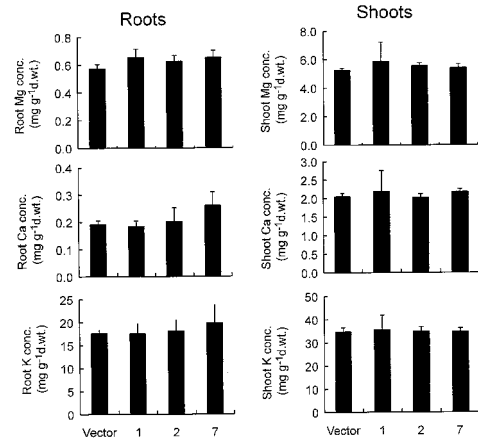 Roots
Shoots
Root Mg conc.
(mg g⁻¹d.wt.)
0.8
0.6
0.4
0.2
0.0
Shoot Mg conc.
(mg g⁻¹d.wt.)
8.0
6.0
4.0
2.0
0.0
Root Ca conc.
(mg g⁻¹d.wt.)
0.4
0.3
0.2
0.1
0.0
Shoot Ca conc.
(mg g⁻¹d.wt.)
3.0
2.5
2.0
1.5
1.0
0.5
0.0
Root K conc.
(mg g⁻¹d.wt.)
25
20
15
10
5
0
Vector 1 2 7
Shoot K conc.
(mg g⁻¹d.wt.)
50
40
30
20
10
0
Vector 1 2 7